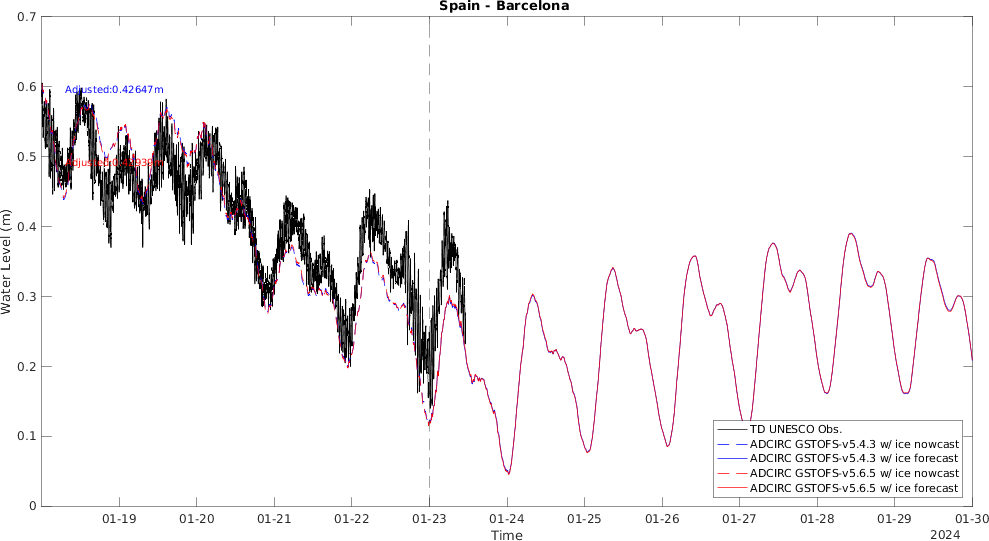 Spain - Barcelona
Water Level (m)
0.7
0.6
0.5
0.4
0.3
0.2
0.1
0
Adjusted:0.42647m
01-19
01-20
01-21
01-22
01-23
01-24
01-25
01-26
01-27
01-28
01-29
01-30
Time
2024
TD UNESCO Obs.
ADCIRC GSTOFS-v5.4.3 w/ ice nowcast
ADCIRC GSTOFS-v5.4.3 w/ ice forecast
ADCIRC GSTOFS-v5.6.5 w/ ice nowcast
ADCIRC GSTOFS-v5.6.5 w/ ice forecast